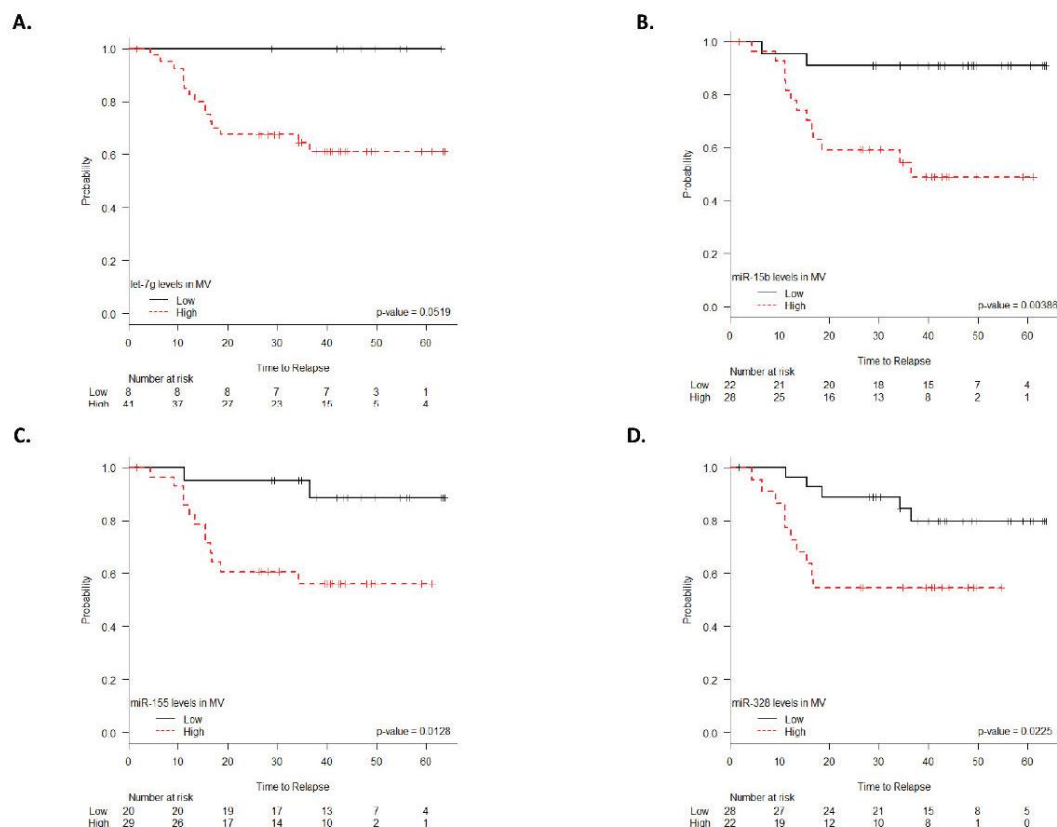 A.
1.0
0.8
0.6
0.4
0.2
0.0
Probability
let-7g levels in MV
Low
High
p-value = 0.0519
0 10 20 30 40 50 60
Time to Relapse
Number at risk
Low 8 8 8 7 7 3 1
High 41 37 27 23 15 5 4
B.
1.0
0.8
0.6
0.4
0.2
0.0
Probability
miR-15b levels in MV
Low
High
p-value = 0.00386
0 10 20 30 40 50 60
Time to Relapse
Number at risk
Low 22 21 20 18 15 7 4
High 28 25 16 13 8 2 1
C.
1.0
0.8
0.6
0.4
0.2
0.0
Probability
miR-155 levels in MV
Low
High
p-value = 0.0128
0 10 20 30 40 50 60
Time to Relapse
Number at risk
Low 20 20 19 17 13 7 4
High 29 26 17 14 10 2 1
D.
1.0
0.8
0.6
0.4
0.2
0.0
Probability
miR-328 levels in MV
Low
High
p-value = 0.0225
0 10 20 30 40 50 60
Time to Relapse
Number at risk
Low 28 27 24 21 15 8 5
High 22 19 12 10 8 1 0